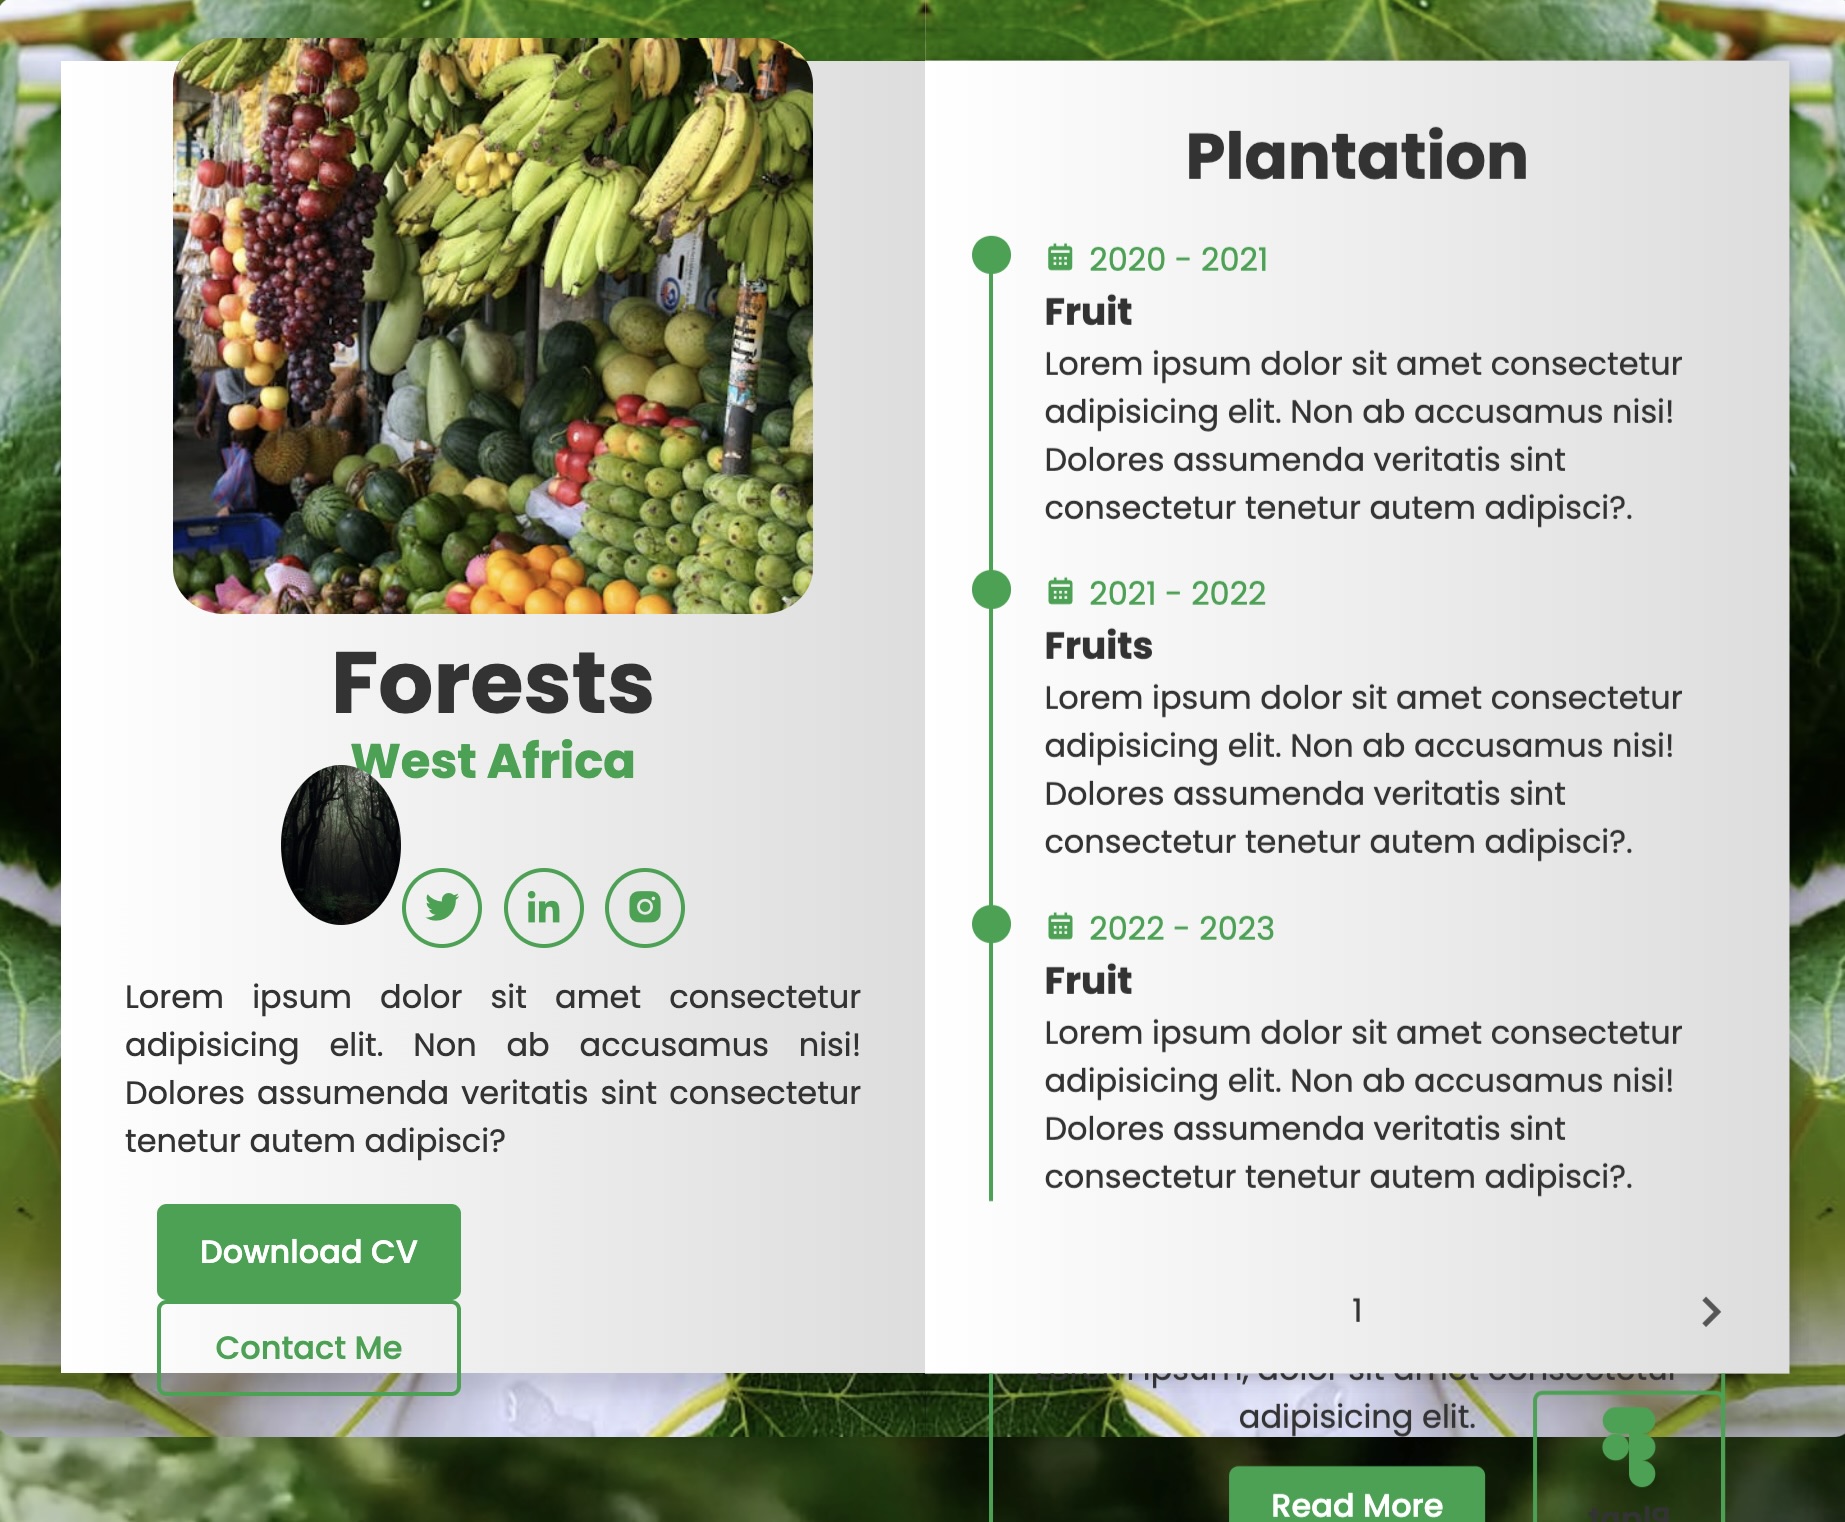 Forests
West Africa
Lorem ipsum dolor sit amet consectetur
adipisicing elit. Non ab accusamus nisi!
Dolores assumenda veritatis sint consectetur
tenetur autem adipisci?
Download CV
Contact Me
Plantation
2020 - 2021
Fruit
Lorem ipsum dolor sit amet consectetur
adipisicing elit. Non ab accusamus nisi!
Dolores assumenda veritatis sint
consectetur tenetur autem adipisci?.
2021 - 2022
Fruits
Lorem ipsum dolor sit amet consectetur
adipisicing elit. Non ab accusamus nisi!
Dolores assumenda veritatis sint
consectetur tenetur autem adipisci?.
2022 - 2023
Fruit
Lorem ipsum dolor sit amet consectetur
adipisicing elit. Non ab accusamus nisi!
Dolores assumenda veritatis sint
consectetur tenetur autem adipisci?.
1
ipsum, dolor sit amet consectetur
adipisicing elit.
Read More